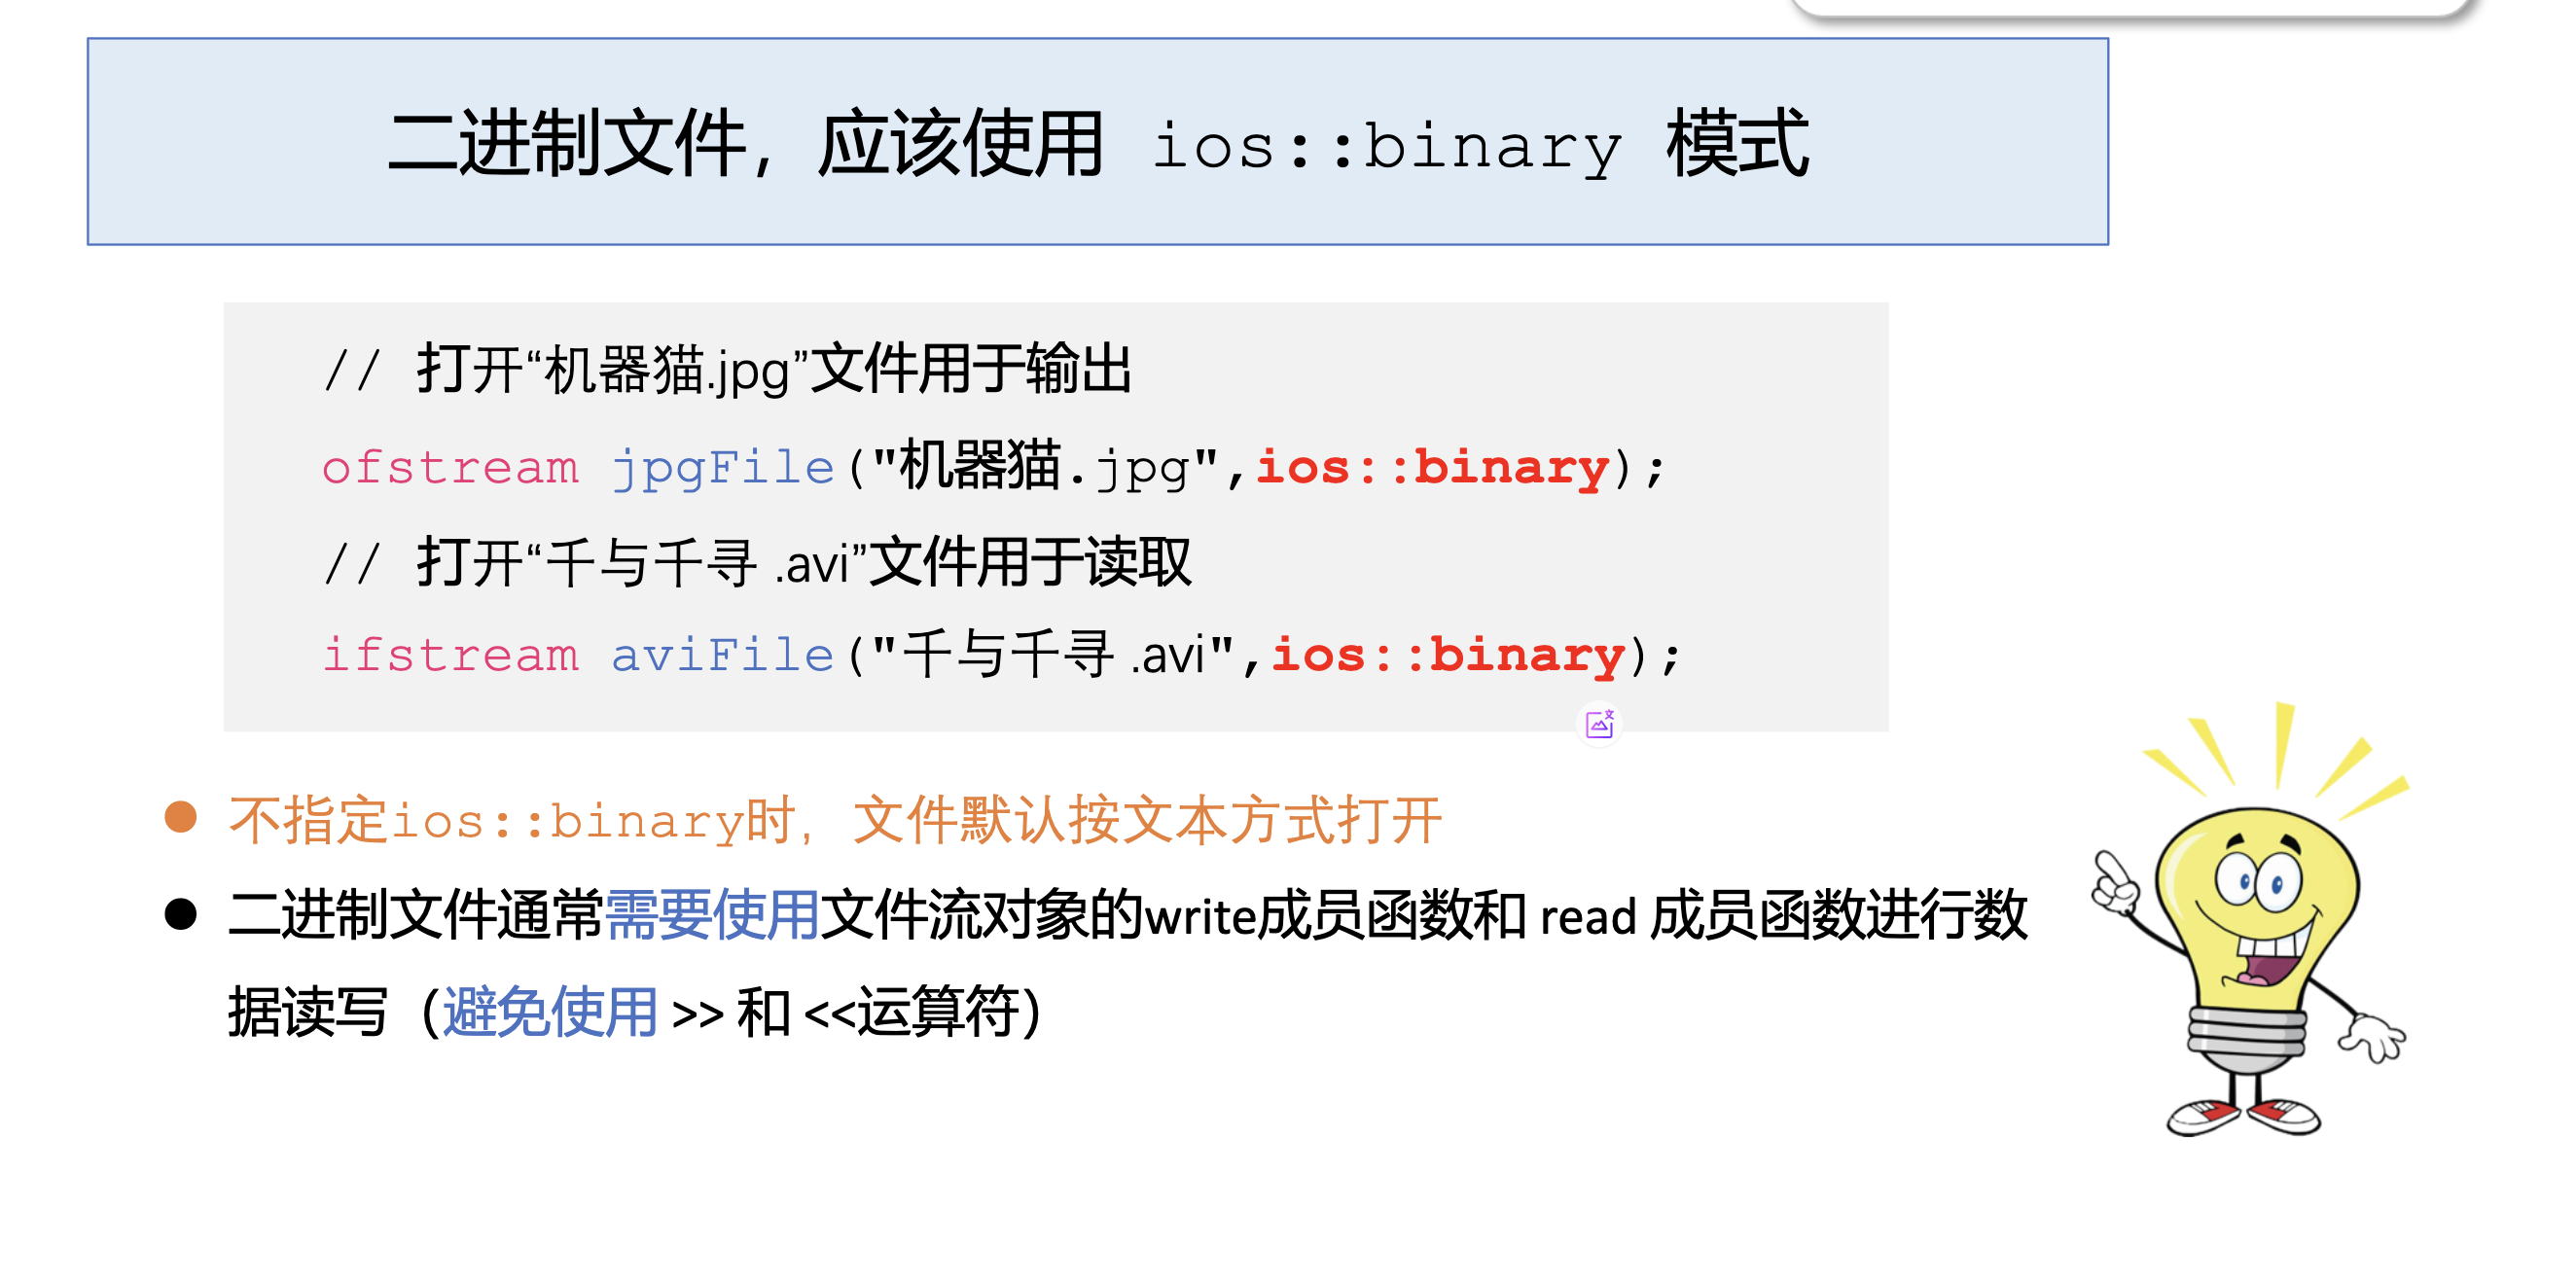 二进制文件，应该使用 ios::binary 模式
// 打开“机器猫.jpg”文件用于输出
ofstream jpgFile("机器猫.jpg",ios::binary);
// 打开“千与千寻 .avi”文件用于读取
ifstream aviFile("千与千寻 .avi",ios::binary);
● 不指定ios::binary时，文件默认按文本方式打开
● 二进制文件通常需要使用文件流对象的write成员函数和 read 成员函数进行数
据读写（避免使用 >> 和 <<运算符）